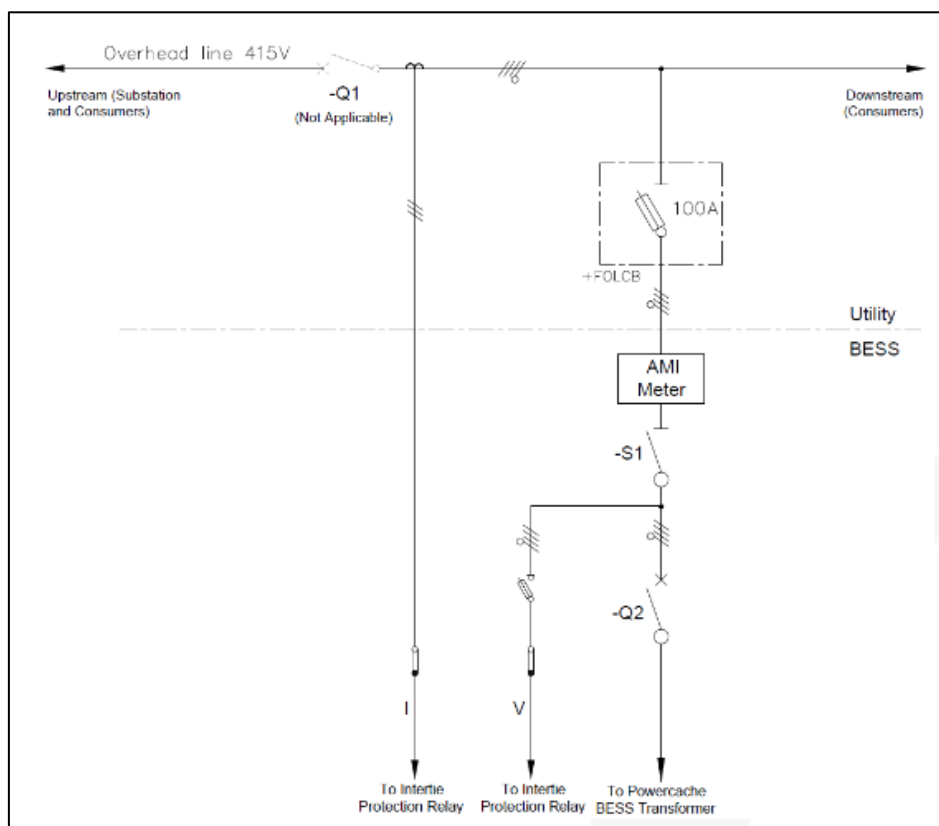 Overhead line 415V
Upstream (Substation
and Consumers)
-Q1
(Not Applicable)
Downstream
(Consumers)
100A
+FOLCB
Utility
BESS
AMI
Meter
-S1
-Q2
I
V
To Intertie
Protection Relay
To Intertie
Protection Relay
To Powercache
BESS Transformer